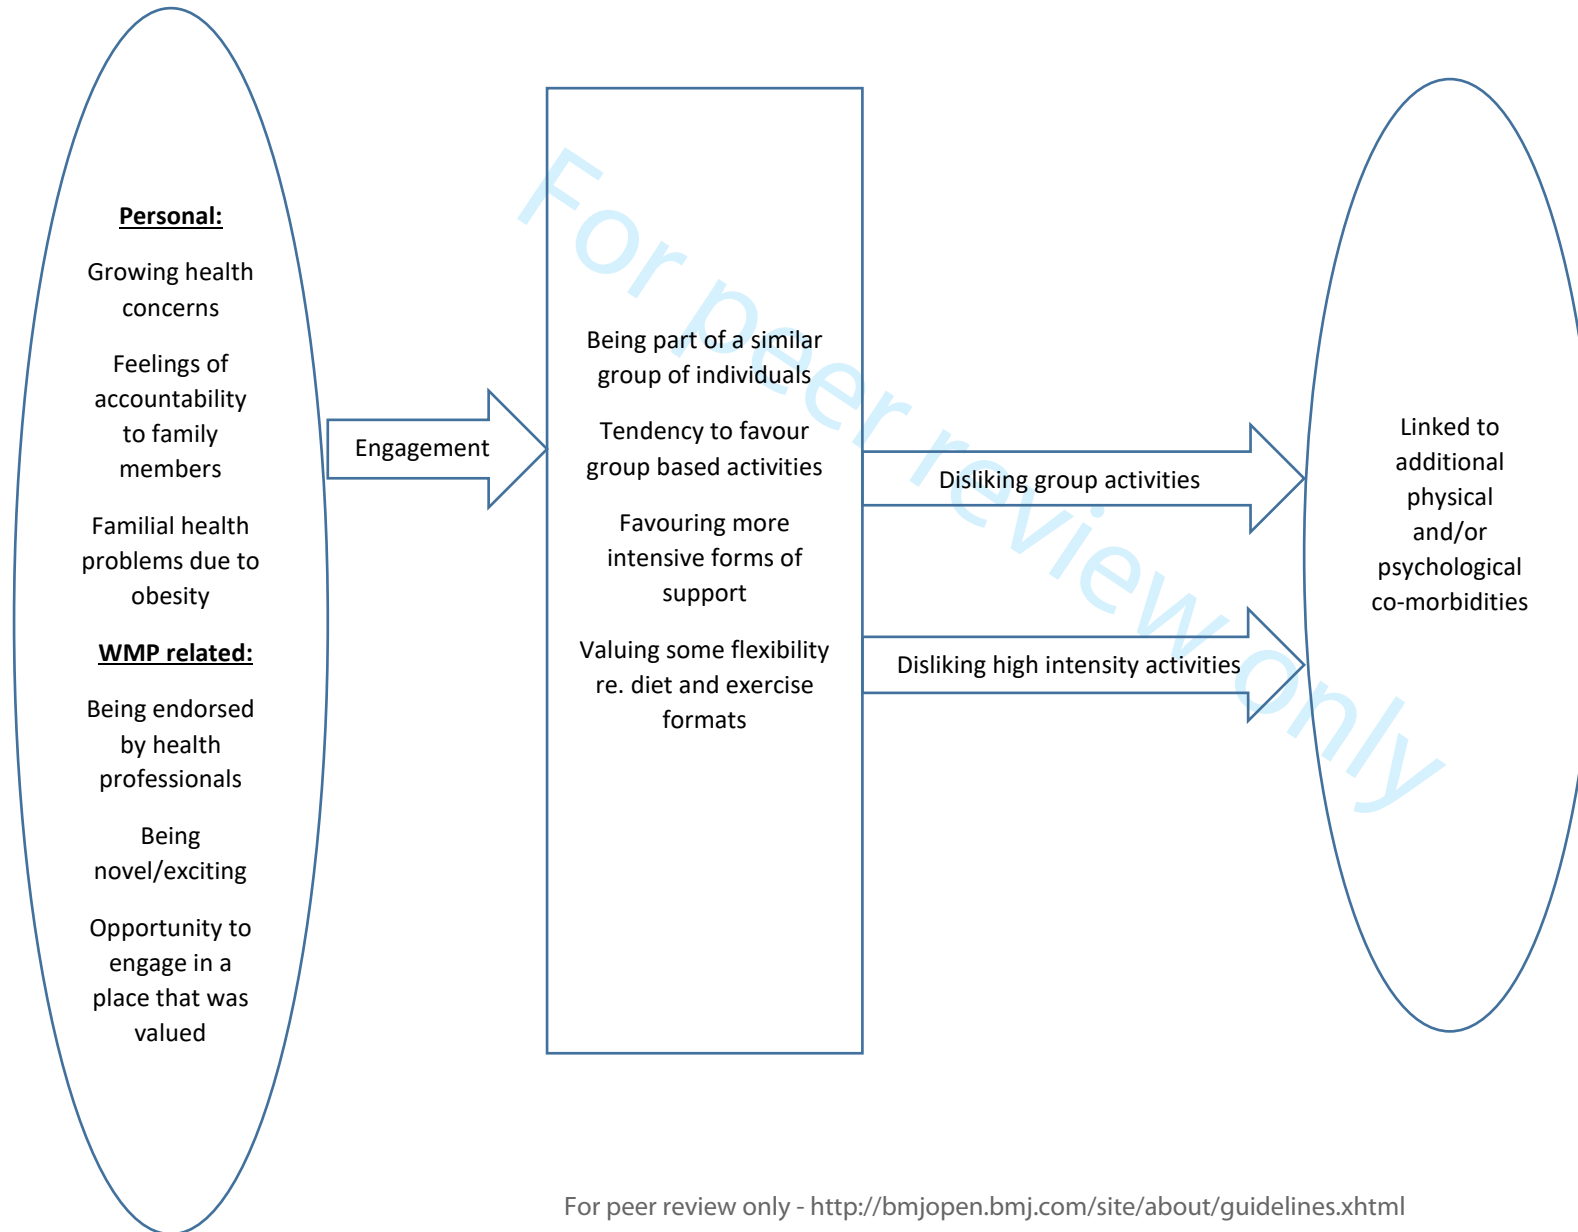 Personal:
Growing health
concerns
Feelings of
accountability
to family
members
Familial health
problems due to
obesity
WMP related:
Being endorsed
by health
professionals
Being
novel/exciting
Opportunity to
engage in a
place that was
valued
Engagement
Being part of a similar
group of individuals
Tendency to favour
group based activities
Favouring more
intensive forms of
support
Valuing some flexibility
re. diet and exercise
formats
Disliking group activities
Disliking high intensity activities
Linked to
additional
physical
and/or
psychological
co-morbidities
For peer review only
For peer review only - http://bmjopen.bmj.com/site/about/guidelines.xhtml